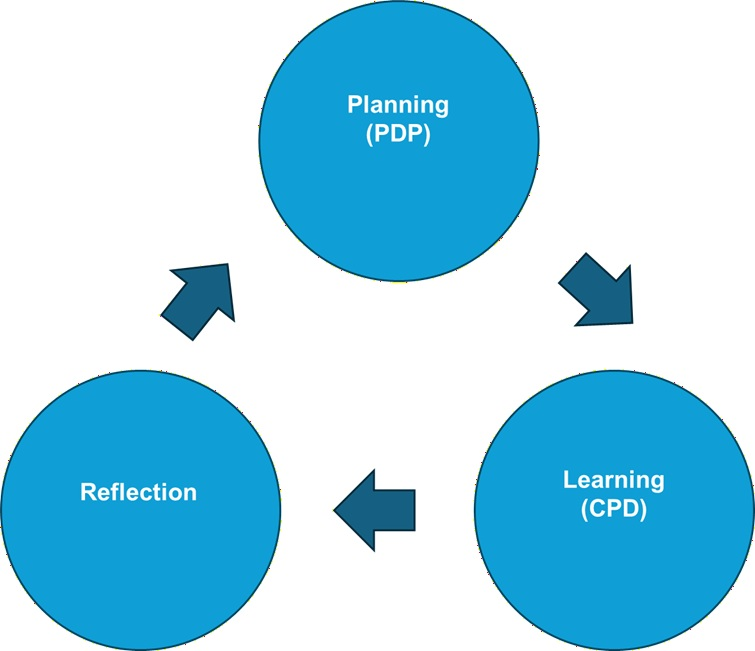 Planning
(PDP)
Learning
(CPD)
Reflection